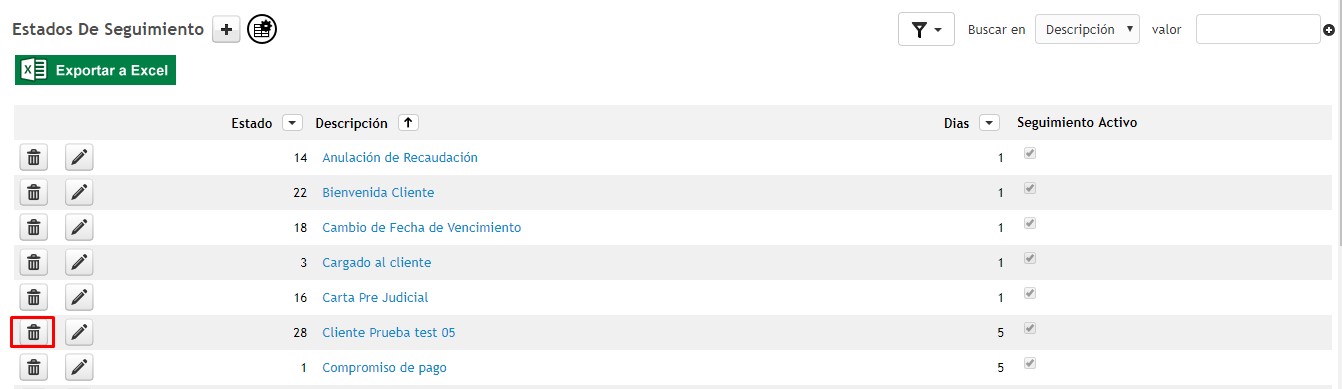 Estados De Seguimiento
Buscar en Descripción valor
Exportar a Excel
Estado Descripción Dias Seguimiento Activo
14 Anulación de Recaudación 1
22 Bienvenida Cliente 1
18 Cambio de Fecha de Vencimiento 1
3 Cargado al cliente 1
16 Carta Pre Judicial 1
28 Cliente Prueba test 05 5
1 Compromiso de pago 5